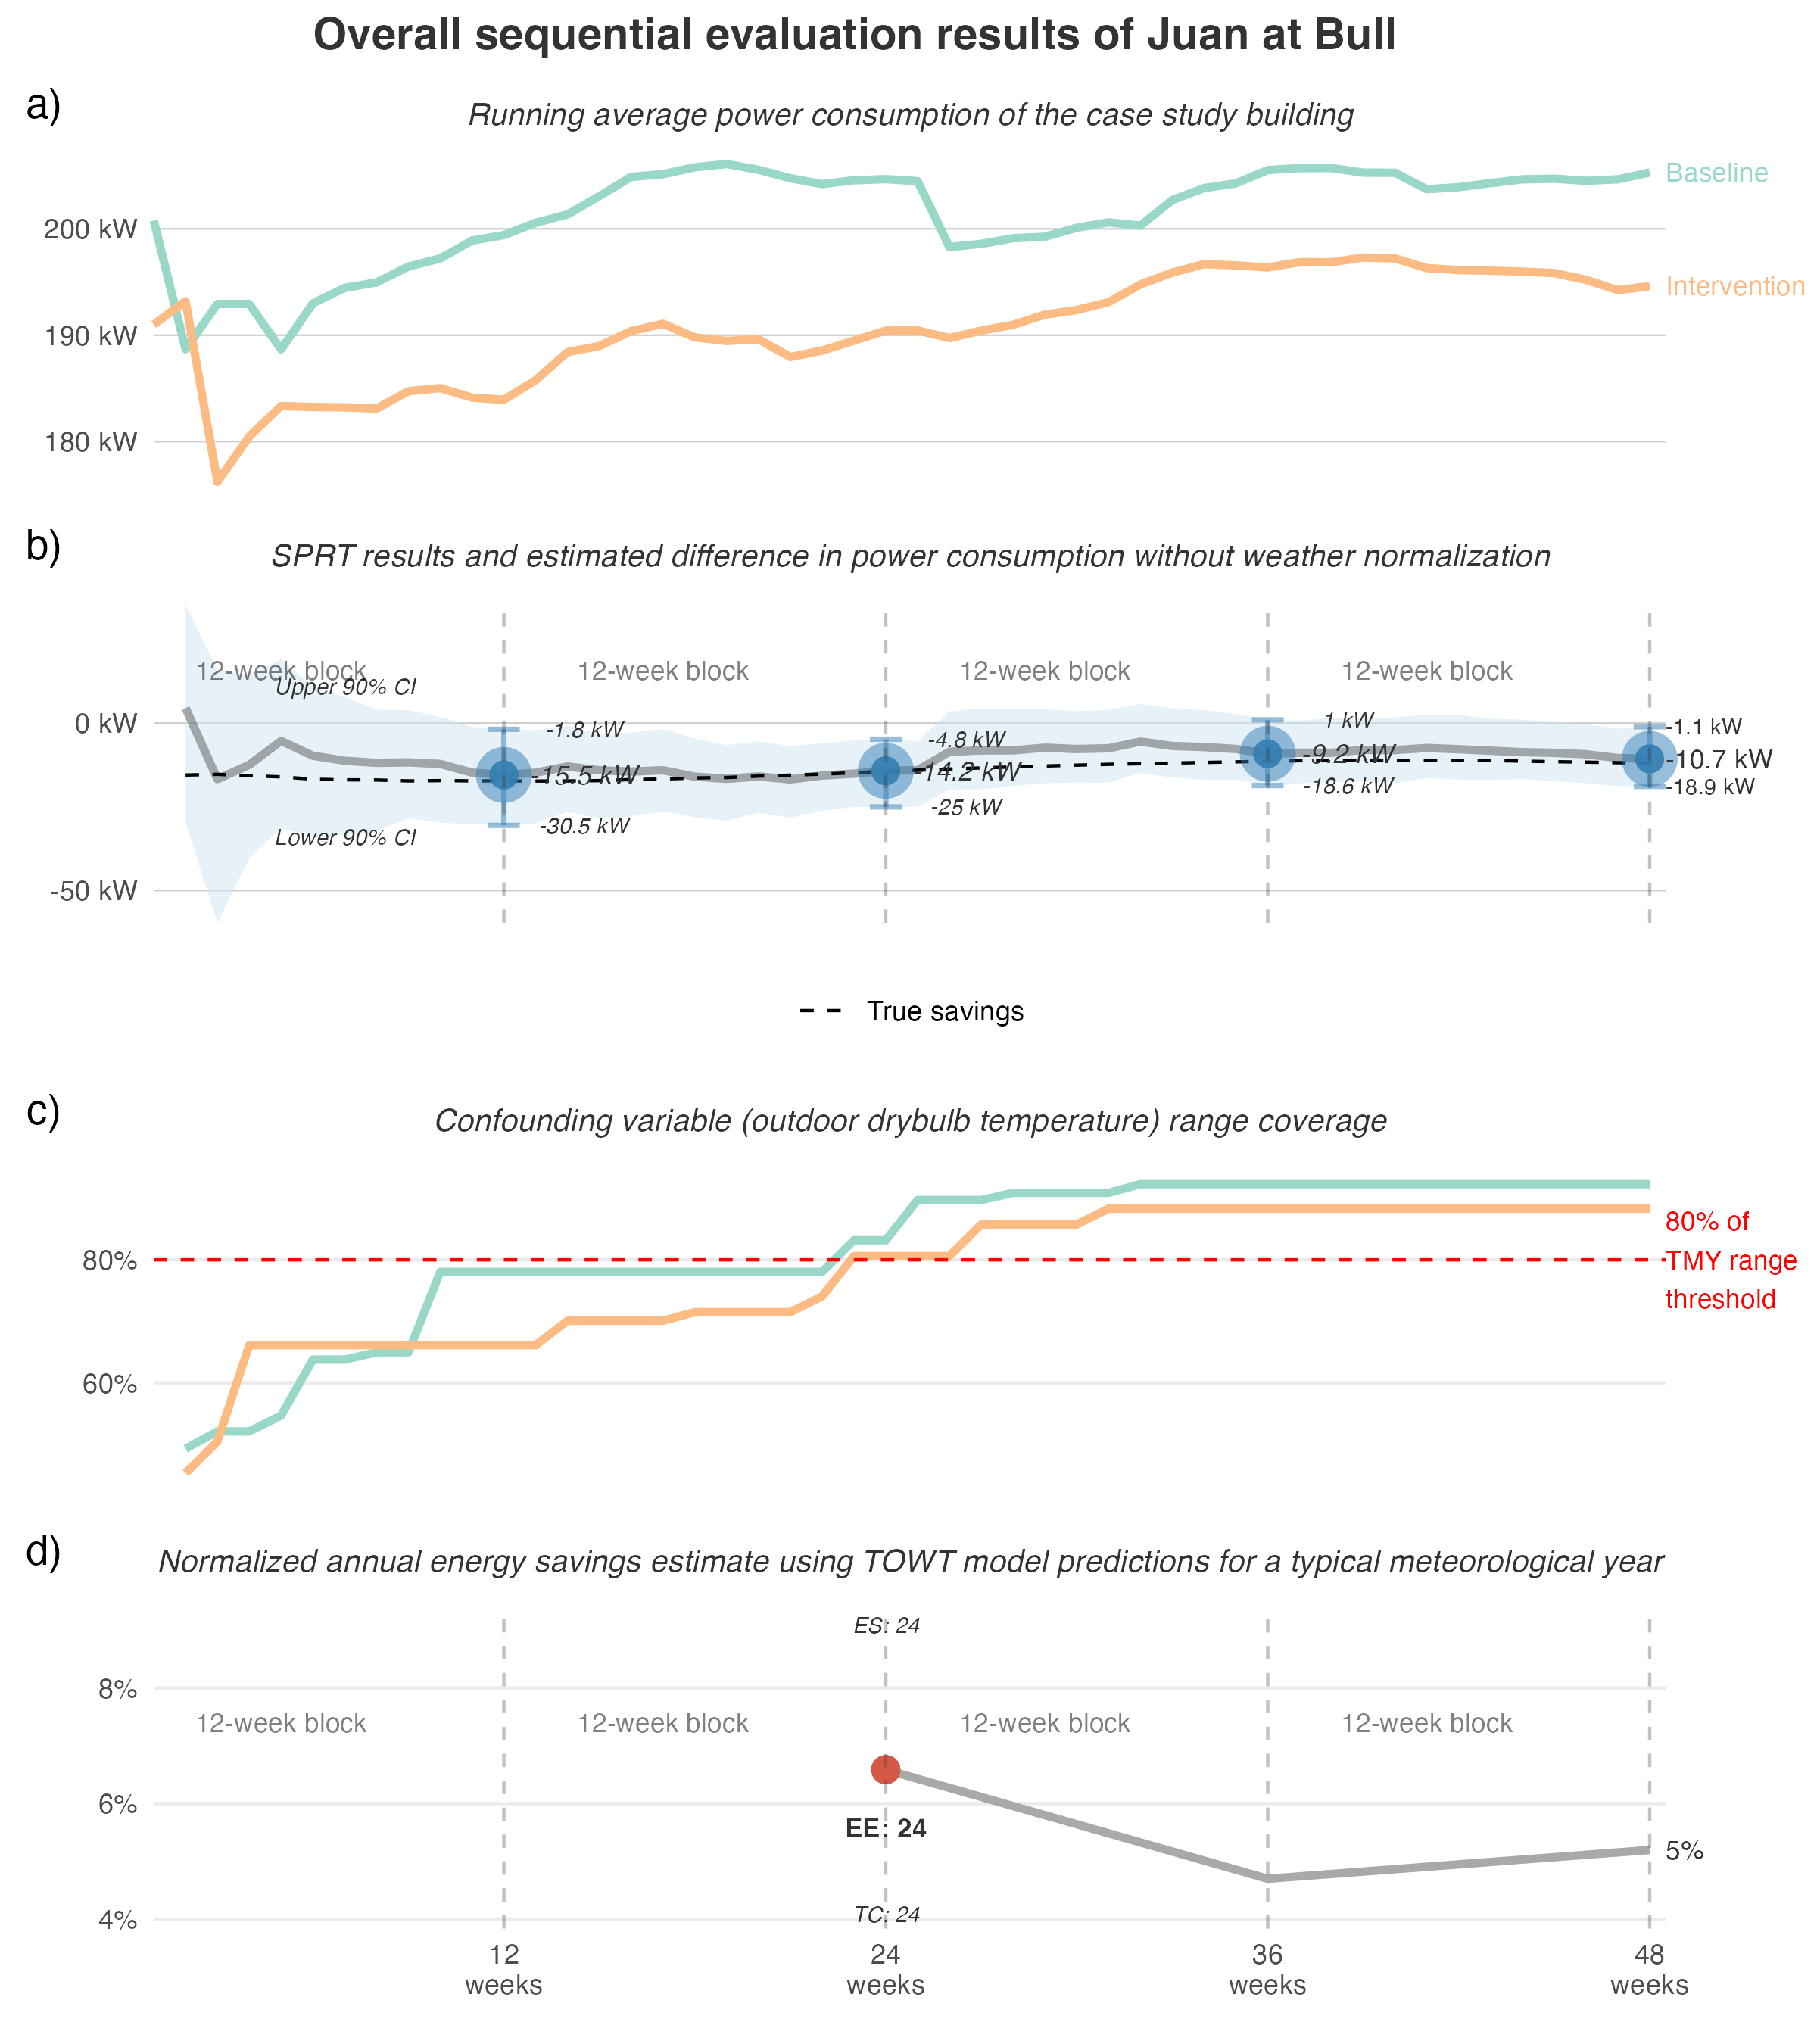 Overall sequential evaluation results of Juan at Bull
a)
Running average power consumption of the case study building
Baseline
200 kW
Intervention
190 kW
180 kW
b)
SPRT results and estimated difference in power consumption without weather normalization
12-week block
12-week block
12-week block
12-week block
Upper 90% CI
0 kW
-1.8 kW
-4.8 kW
1 kW
-1.1 kW
-15.5 kW
-14.2 kW
-9.2 kW
-10.7 kW
-30.5 kW
-25 kW
-18.6 kW
-18.9 kW
Lower 90% CI
-50 kW
True savings
c)
Confounding variable (outdoor drybulb temperature) range coverage
80% of
TMY range
threshold
80%
60%
d)
Normalized annual energy savings estimate using TOWT model predictions for a typical meteorological year
ES: 24
8%
12-week block
12-week block
12-week block
12-week block
6%
EE: 24
5%
TC: 24
4%
12
weeks
24
weeks
36
weeks
48
weeks